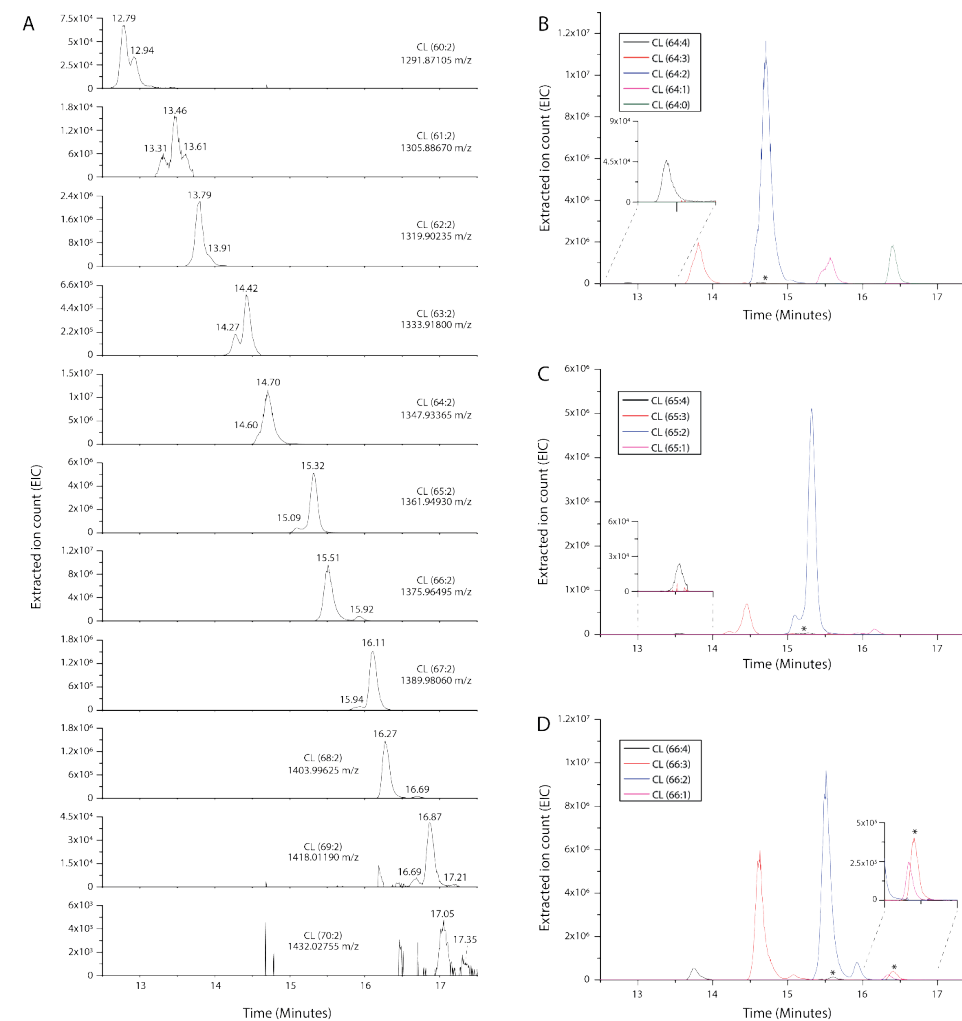 A
Extracted ion count (EIC)
7.5x10⁴
5.0x10⁴
2.5x10⁴
0
12.79
12.94
CL (60:2)
1291.87105 m/z
1.8x10⁴
1.2x10⁴
6x10³
0
13.31
13.46
13.61
CL (61:2)
1305.88670 m/z
2.4x10⁶
1.6x10⁶
8x10⁵
0
13.79
13.91
CL (62:2)
1319.90235 m/z
6.6x10⁵
4.4x10⁵
2.2x10⁵
0
14.27
14.42
CL (63:2)
1333.91800 m/z
1.5x10⁷
1x10⁷
5x10⁶
0
14.60
14.70
CL (64:2)
1347.93365 m/z
6x10⁶
4x10⁶
2x10⁶
0
15.09
15.32
CL (65:2)
1361.94930 m/z
1.2x10⁷
8x10⁶
4x10⁶
0
15.51
15.92
CL (66:2)
1375.96495 m/z
1.8x10⁶
1.2x10⁶
6x10⁵
0
15.94
16.11
CL (67:2)
1389.98060 m/z
1.8x10⁶
1.2x10⁶
6x10⁵
0
16.27
16.69
CL (68:2)
1403.99625 m/z
4.5x10⁴
3x10⁴
1.5x10⁴
0
16.69
16.87
17.21
CL (69:2)
1418.01190 m/z
6x10³
4x10³
2x10³
0
17.05
17.35
CL (70:2)
1432.02755 m/z
13 14 15 16 17
Time (Minutes)
B
Extracted ion count (EIC)
1.2x10⁷
1x10⁷
8x10⁶
6x10⁶
4x10⁶
2x10⁶
0
CL (64:4)
CL (64:3)
CL (64:2)
CL (64:1)
CL (64:0)
9x10⁴
4.5x10⁴
0
*
13 14 15 16 17
Time (Minutes)
C
Extracted ion count (EIC)
6x10⁶
5x10⁶
4x10⁶
3x10⁶
2x10⁶
1x10⁶
0
CL (65:4)
CL (65:3)
CL (65:2)
CL (65:1)
6x10⁴
3x10⁴
0
*
13 14 15 16 17
Time (Minutes)
D
Extracted ion count (EIC)
1.2x10⁷
1x10⁷
8x10⁶
6x10⁶
4x10⁶
2x10⁶
0
CL (66:4)
CL (66:3)
CL (66:2)
CL (66:1)
5x10⁵
2.5x10⁵
0
*
*
*
13 14 15 16 17
Time (Minutes)